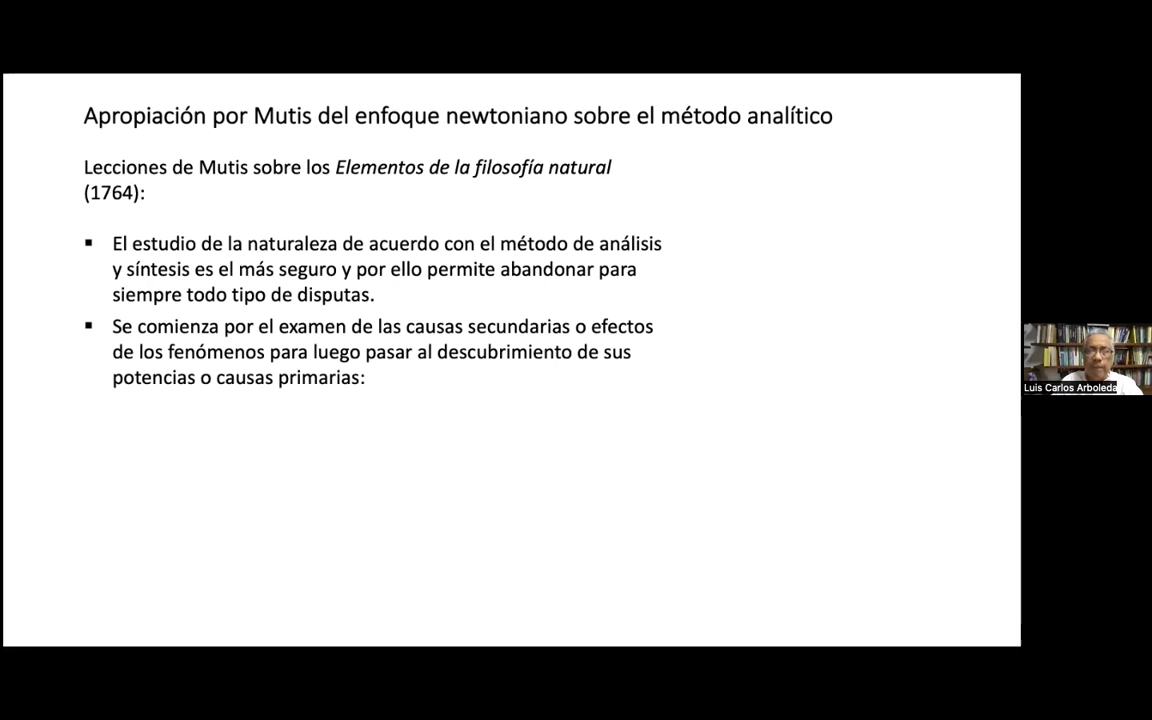 Apropiación por Mutis del enfoque newtoniano sobre el método analítico
Lecciones de Mutis sobre los Elementos de la filosofía natural
(1764):
▪ El estudio de la naturaleza de acuerdo con el método de análisis
y síntesis es el más seguro y por ello permite abandonar para
siempre todo tipo de disputas.
▪ Se comienza por el examen de las causas secundarias o efectos
de los fenómenos para luego pasar al descubrimiento de sus
potencias o causas primarias:
Luis Carlos Arboleda